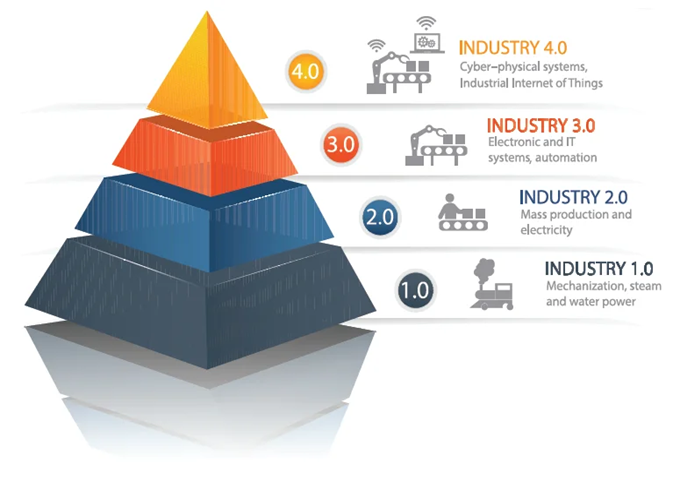 4.0
INDUSTRY 4.0
Cyber–physical systems,
Industrial Internet of Things
3.0
INDUSTRY 3.0
Electronic and IT
systems, automation
2.0
INDUSTRY 2.0
Mass production and
electricity
1.0
INDUSTRY 1.0
Mechanization, steam
and water power